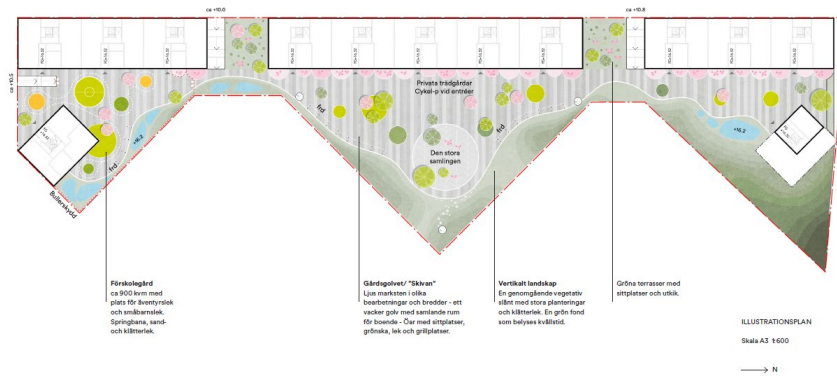 ca +10.0
ca +10.8
ca +10.5
Privata trädgårdar
Cykel-p vid entréer
frd
frd
frd
+16.2
+16.2
Den stora
samlingen
Bullerskydd
Förskolegård
ca 900 kvm med
plats för äventyrslek
och småbarnslek.
Springbana, sand-
och klätterlek.
Gårdsgolvet/ "Skivan"
Ljus marksten i olika
bearbetningar och bredder - ett
vacker golv med samlande rum
för boende - Öar med sittplatser,
grönska, lek och grillplatser.
Vertikalt landskap
En genomgående vegetativ
slänt med stora planteringar
och klätterlek. En grön fond
som belyses kvällstid.
Gröna terrasser med
sittplatser och utkik.
ILLUSTRATIONSPLAN
Skala A3 1:600
N